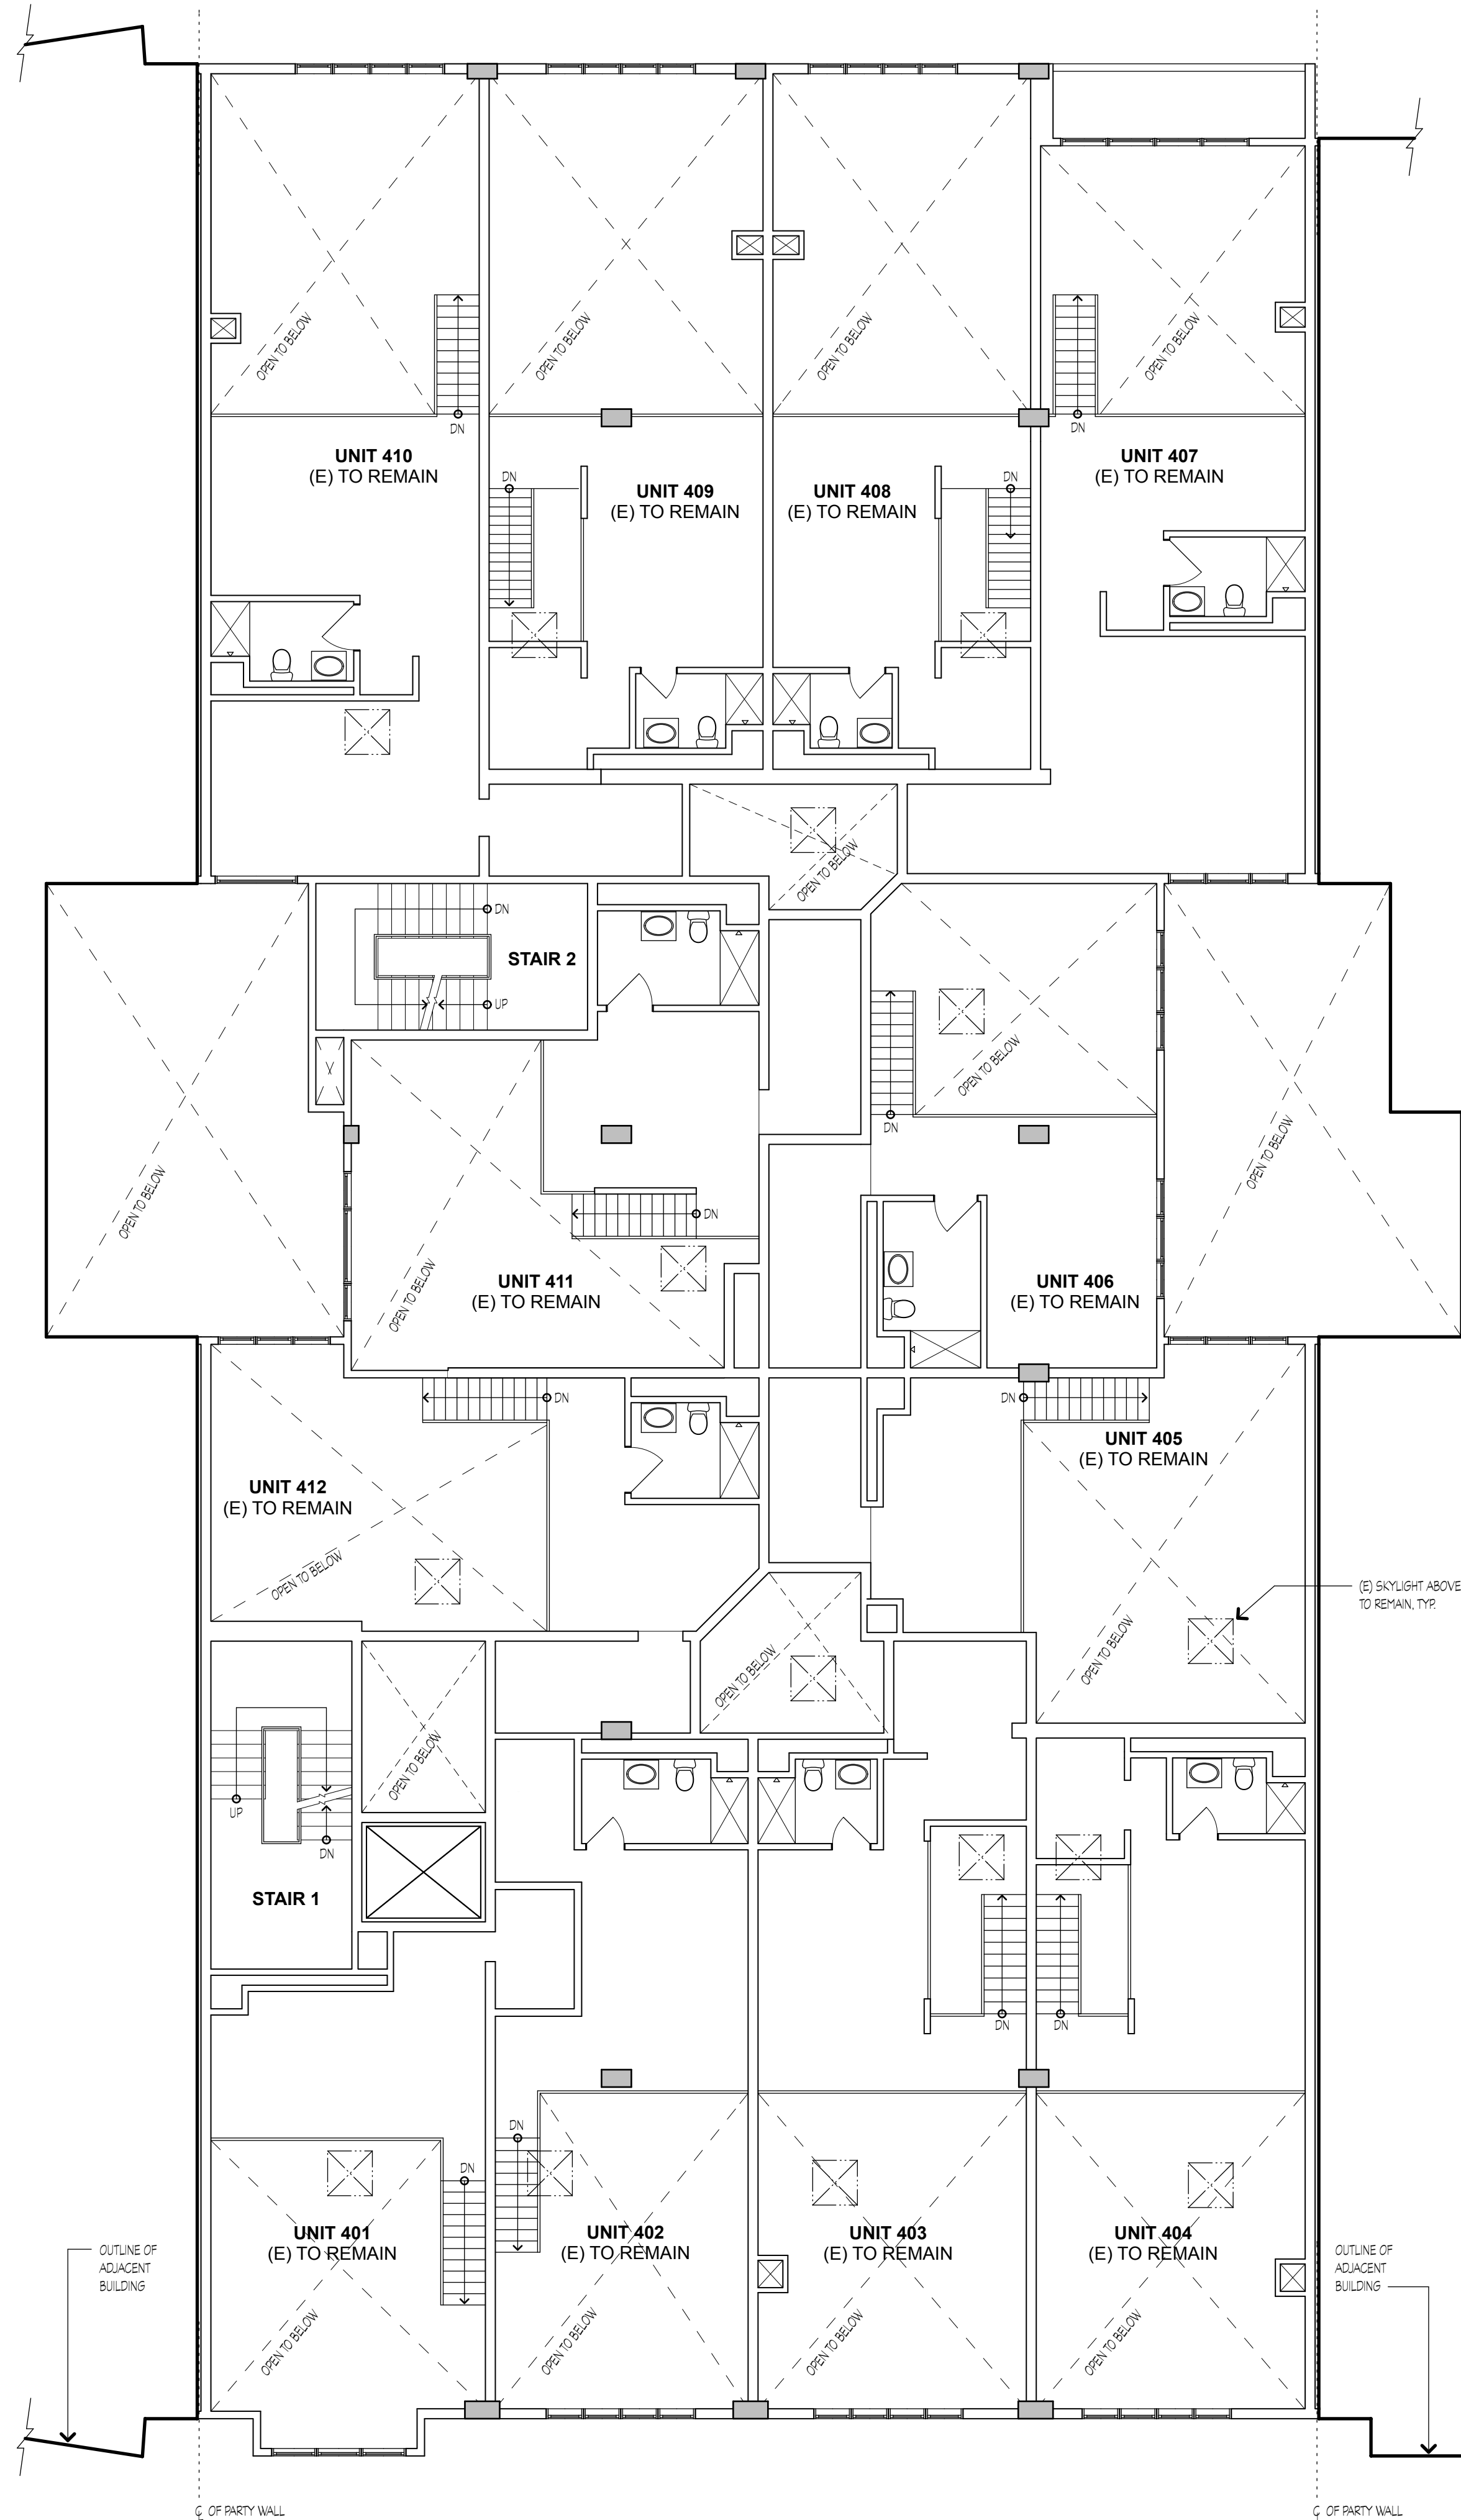 OPEN TO BELOW
OPEN TO BELOW
OPEN TO BELOW
OPEN TO BELOW
DN
DN
UNIT 410
(E) TO REMAIN
UNIT 407
(E) TO REMAIN
DN
UNIT 409
(E) TO REMAIN
UNIT 408
(E) TO REMAIN
DN
OPEN TO BELOW
DN
STAIR 2
UP
OPEN TO BELOW
DN
OPEN TO BELOW
OPEN TO BELOW
DN
OPEN TO BELOW
UNIT 411
(E) TO REMAIN
UNIT 406
(E) TO REMAIN
DN
DN
UNIT 405
(E) TO REMAIN
UNIT 412
(E) TO REMAIN
OPEN TO BELOW
(E) SKYLIGHT ABOVE
TO REMAIN, TYP.
OPEN TO BELOW
OPEN TO BELOW
OPEN TO BELOW
UP
DN
STAIR 1
DN
DN
DN
DN
UNIT 401
(E) TO REMAIN
UNIT 402
(E) TO REMAIN
UNIT 403
(E) TO REMAIN
UNIT 404
(E) TO REMAIN
OUTLINE OF
ADJACENT
BUILDING
OUTLINE OF
ADJACENT
BUILDING
OPEN TO BELOW
OPEN TO BELOW
OPEN TO BELOW
OPEN TO BELOW
℄ OF PARTY WALL
℄ OF PARTY WALL